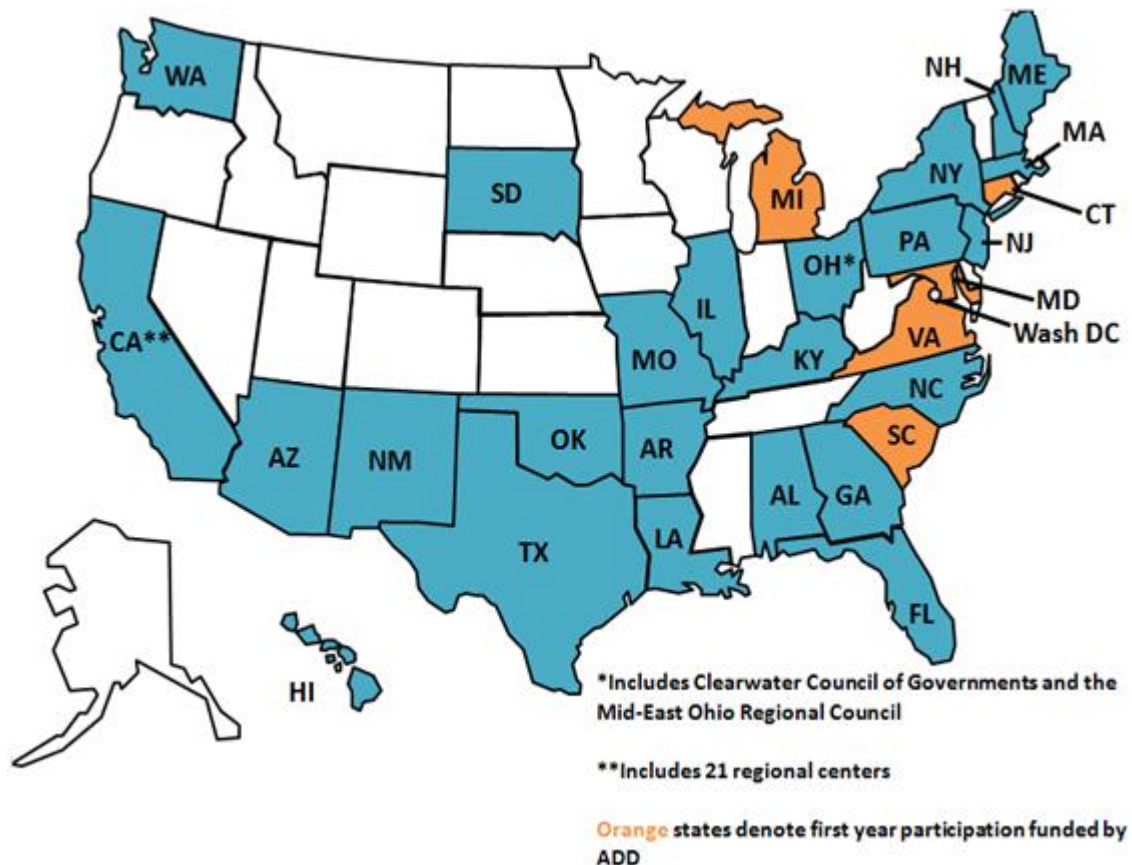 WA
NH
ME
MA
NY
SD
MI
CT
PA
NJ
OH*
IL
MD
CA**
VA
Wash DC
MO
KY
NC
SC
OK
AZ
NM
AR
AL
GA
TX
LA
FL
HI
*Includes Clearwater Council of Governments and the
Mid-East Ohio Regional Council
**Includes 21 regional centers
Orange states denote first year participation funded by
ADD